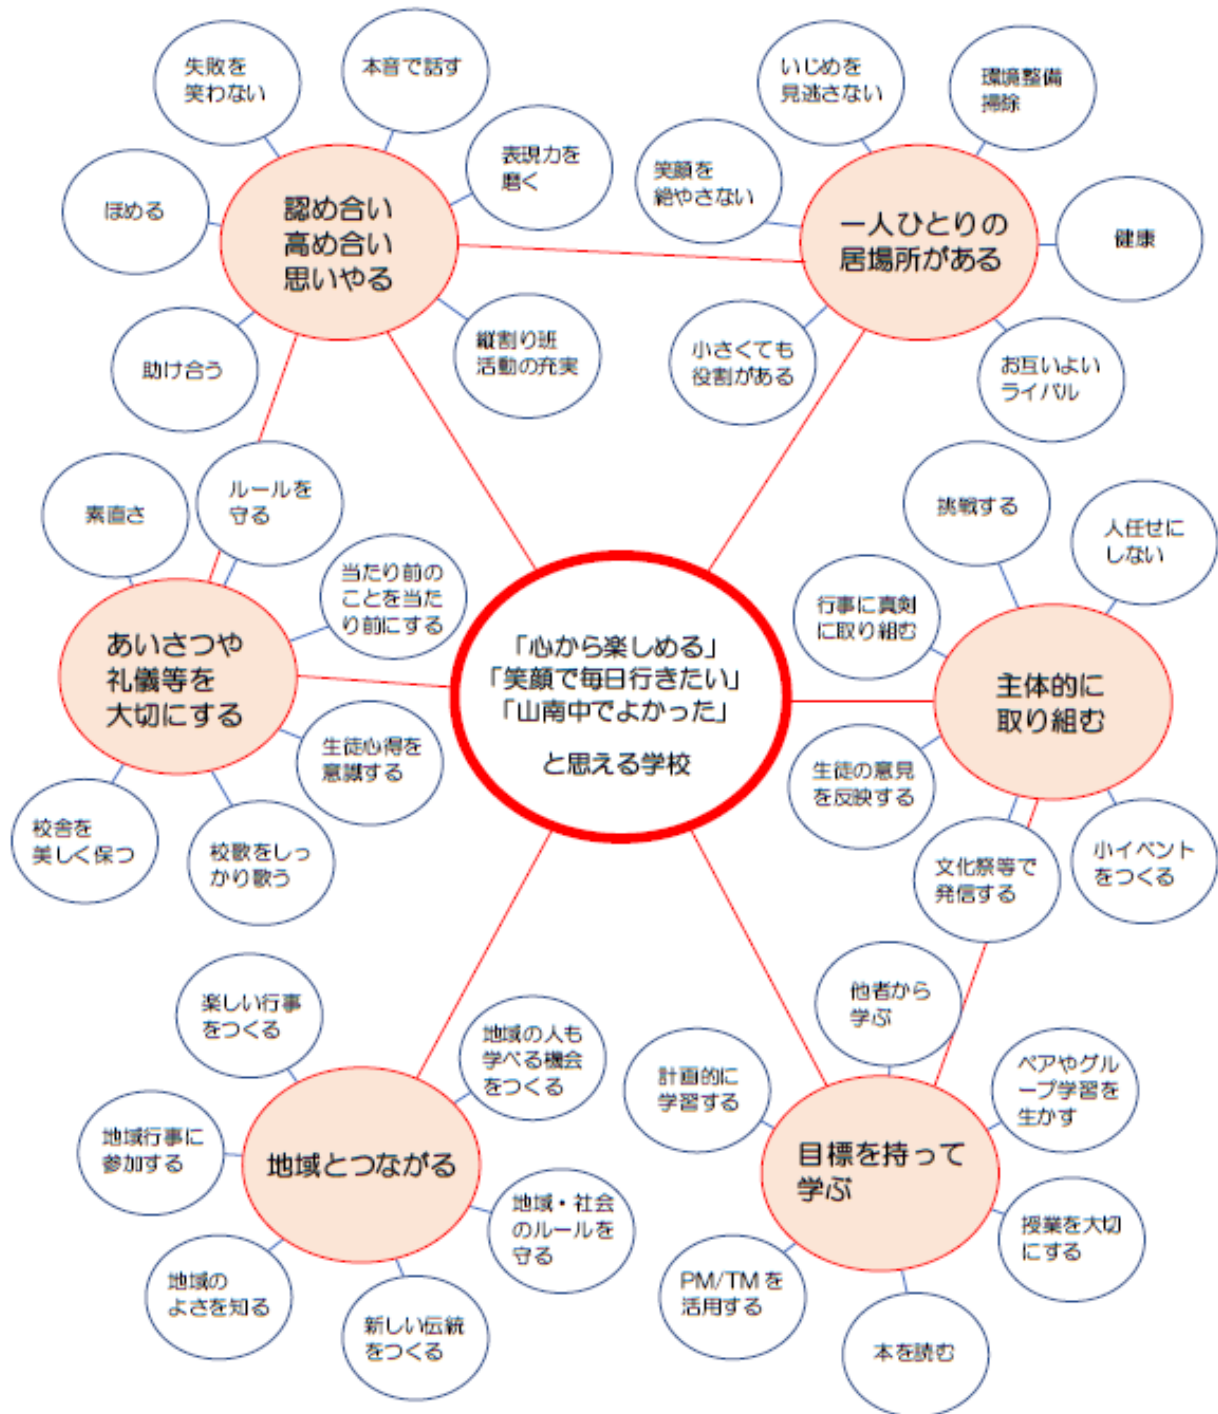 失敗を
笑わない
本音で話す
表現力を
磨く
ほめる
認め合い
高め合い
思いやる
助け合う
縦割り班
活動の充実
いじめを
見逃さない
環境整備
掃除
笑顔を
絶やさない
一人ひとりの
居場所がある
健康
小さくても
役割がある
お互いよい
ライバル
素直さ
ルールを
守る
当たり前の
ことを当た
り前にする
あいさつや
礼儀等を
大切にする
生徒心得を
意識する
校舎を
美しく保つ
校歌をしっ
かり歌う
「心から楽しめる」
「笑顔で毎日行きたい」
「山南中でよかった」
と思える学校
挑戦する
人任せに
しない
行事に真剣
に取り組む
主体的に
取り組む
生徒の意見
を反映する
文化祭等で
発信する
小イベント
をつくる
楽しい行事
をつくる
地域の人も
学べる機会
をつくる
地域行事に
参加する
地域とつながる
地域・社会
のルールを
守る
地域の
よさを知る
新しい伝統
をつくる
他者から
学ぶ
計画的に
学習する
ペアやグル
ープ学習を
生かす
目標を持って
学ぶ
授業を大切
にする
PM/TMを
活用する
本を読む